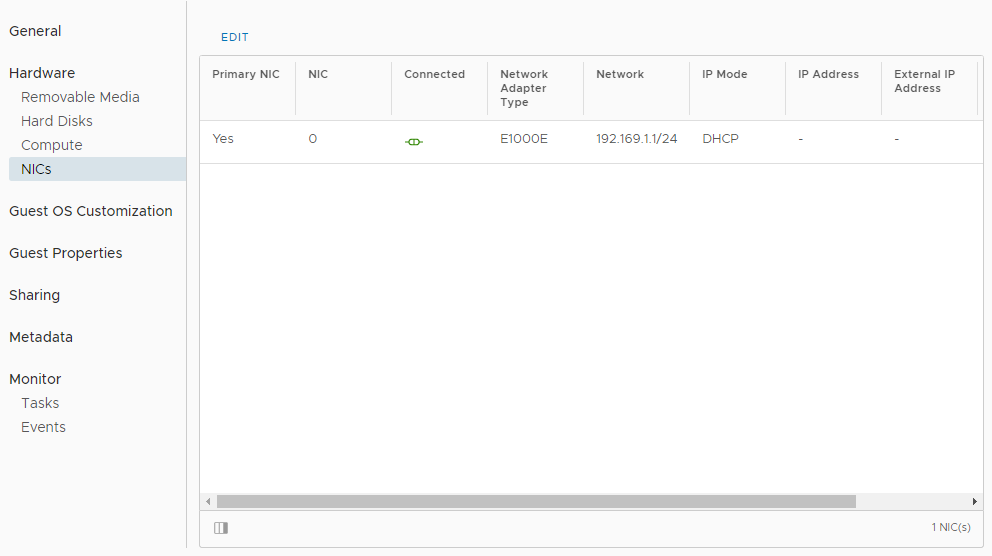 General
Hardware
Removable Media
Hard Disks
Compute
NICs
Guest OS Customization
Guest Properties
Sharing
Metadata
Monitor
Tasks
Events
EDIT
Primary NIC NIC Connected Network Adapter Type Network IP Mode IP Address External IP Address
Yes 0 E1000E 192.169.1.1/24 DHCP - -
1 NIC(s)